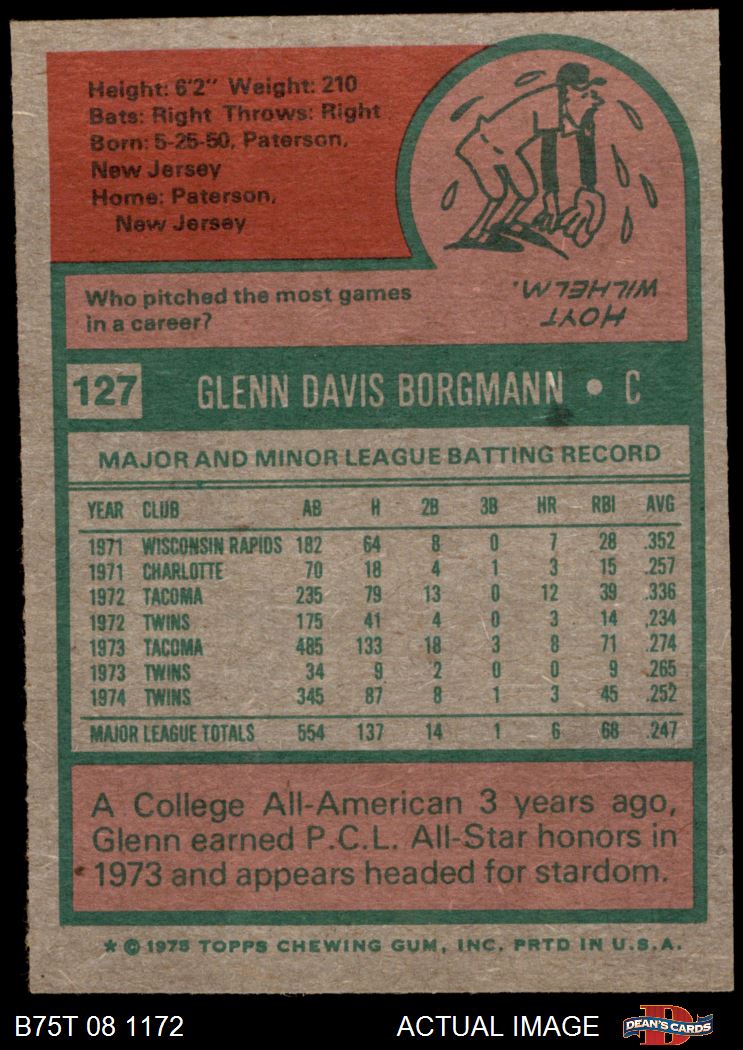 Height: 6'2" Weight: 210
Bats: Right Throws: Right
Born: 5-25-50, Paterson,
New Jersey
Home: Paterson,
New Jersey
Who pitched the most games
in a career?
HOYT
WILHELM.
127 GLENN DAVIS BORGMANN • C
MAJOR AND MINOR LEAGUE BATTING RECORD
YEAR CLUB AB H 2B 3B HR RBI AVG
1971 WISCONSIN RAPIDS 182 64 8 0 7 28 .352
1971 CHARLOTTE 70 18 4 1 3 15 .257
1972 TACOMA 235 79 13 0 12 39 .336
1972 TWINS 175 41 4 0 3 14 .234
1973 TACOMA 485 133 18 3 8 71 .274
1973 TWINS 34 9 2 0 0 9 .265
1974 TWINS 345 87 8 1 3 45 .252
MAJOR LEAGUE TOTALS 554 137 14 1 6 68 .247
A College All-American 3 years ago,
Glenn earned P.C.L. All-Star honors in
1973 and appears headed for stardom.
* © 1975 TOPPS CHEWING GUM, INC. PRTD IN U.S.A.
B75T 08 1172 ACTUAL IMAGE DEAN'S CARDS